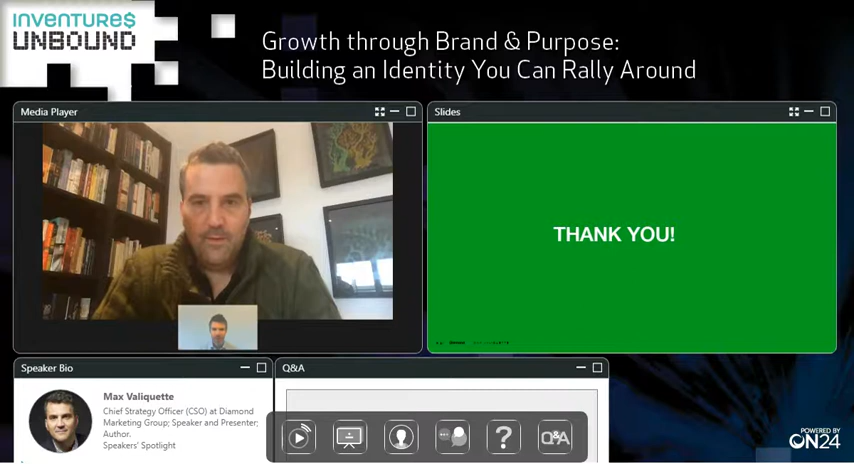 INVENTURE$
UNBOUND
Growth through Brand & Purpose:
Building an Identity You Can Rally Around
Media Player
Slides
THANK YOU!
Speaker Bio
Q&A
Max Valiquette
Chief Strategy Officer (CSO) at Diamond
Marketing Group; Speaker and Presenter;
Author.
Speakers' Spotlight
?
Q&A
POWERED BY
ON24